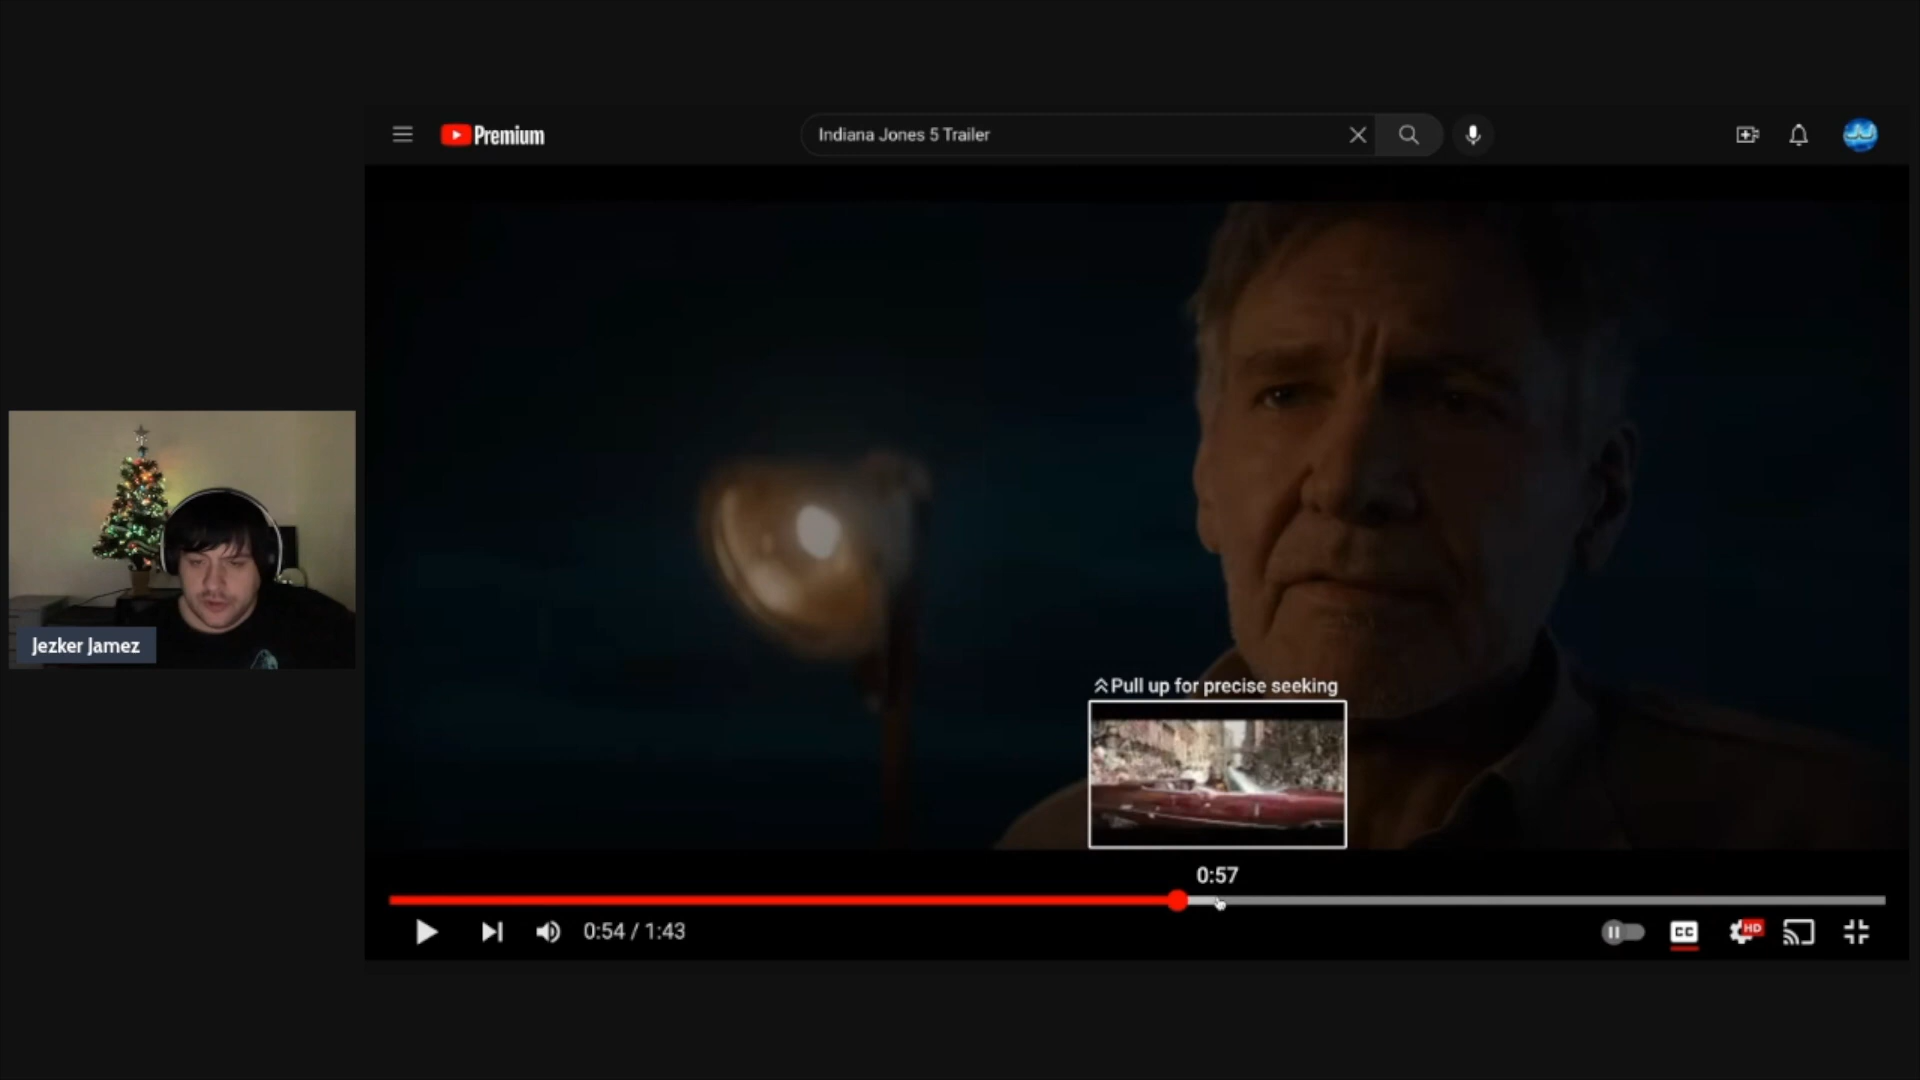 Premium
Indiana Jones 5 Trailer
Jezker Jamez
Pull up for precise seeking
0:57
0:54 / 1:43
CC
HD